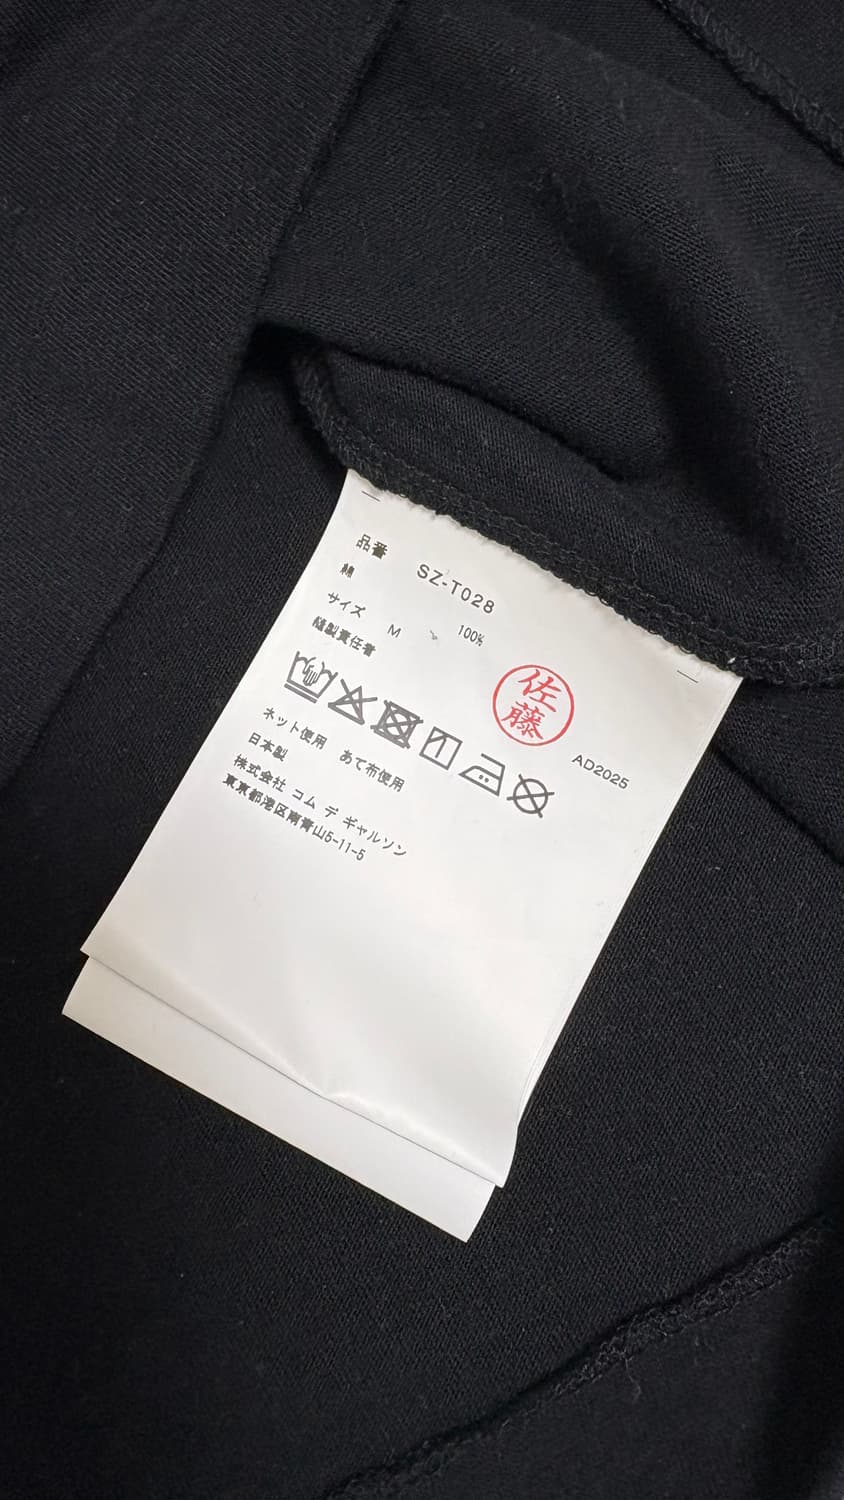 品番 SZ-T028
綿 100%
サイズ M
縫製責任者
佐藤
AD2025
ネット使用 あて布使用
日本製
株式会社 コム デ ギャルソン
東京都港区南青山5-11-5